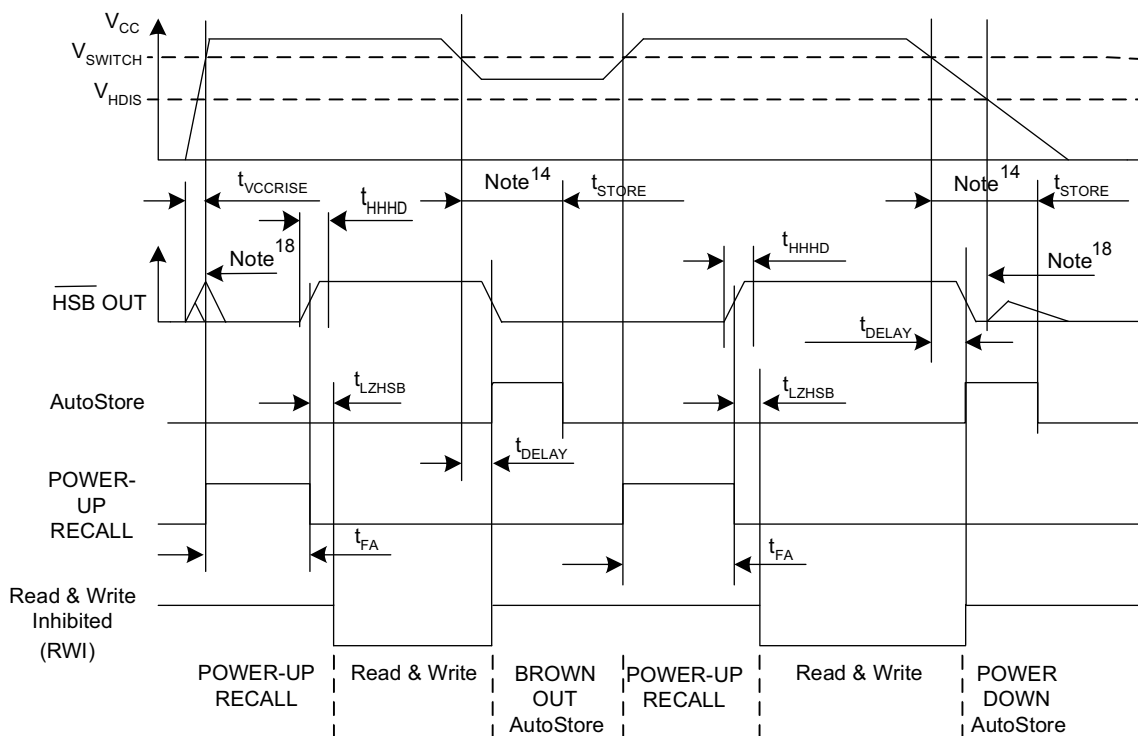 VCC
VSWITCH
VHDIS
tVCCRISE
Note14
tSTORE
Note14
tSTORE
tHHHD
Note18
tHHHD
Note18
HSB OUT
tDELAY
tLZHSB
tLZHSB
AutoStore
tDELAY
POWER-
UP
RECALL
tFA
tFA
Read & Write
Inhibited
(RWI)
POWER-UP
RECALL
Read & Write
BROWN
OUT
AutoStore
POWER-UP
RECALL
Read & Write
POWER
DOWN
AutoStore